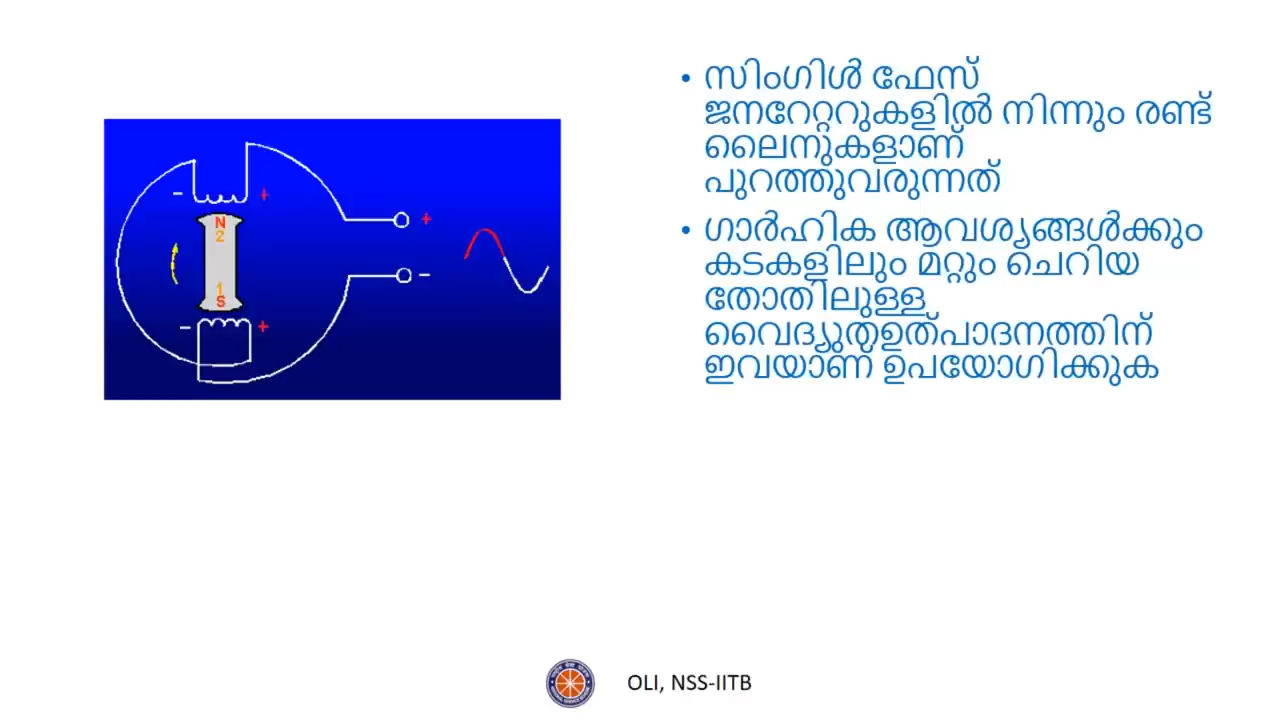 • സിംഗിൾ ഫേസ്
ജനറേറ്ററുകളിൽ നിന്നും രണ്ട്
ലൈനുകളാണ്
പുറത്തുവരുന്നത്
• ഗാർഹിക ആവശ്യങ്ങൾക്കും
കടകളിലും മറ്റും ചെറിയ
തോതിലുള്ള
വൈദ്യുതഉത്പാദനത്തിന്
ഇവയാണ് ഉപയോഗിക്കുക
- +
N
2
1
S
- +
+
-
OLI, NSS-IITB